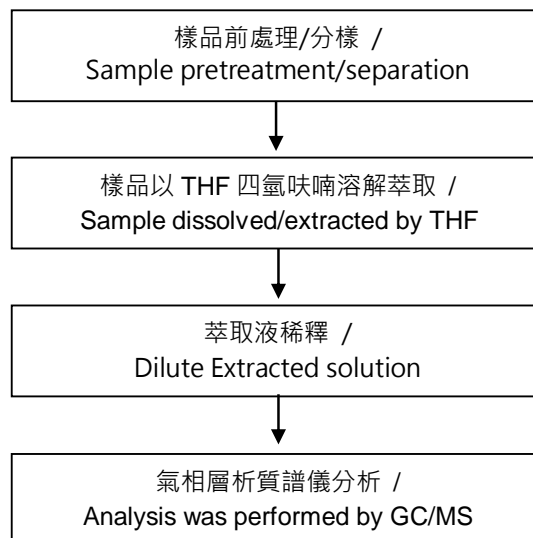 樣品前處理/分樣 /
Sample pretreatment/separation
樣品以 THF 四氫呋喃溶解萃取 /
Sample dissolved/extracted by THF
萃取液稀釋 /
Dilute Extracted solution
氣相層析質譜儀分析 /
Analysis was performed by GC/MS